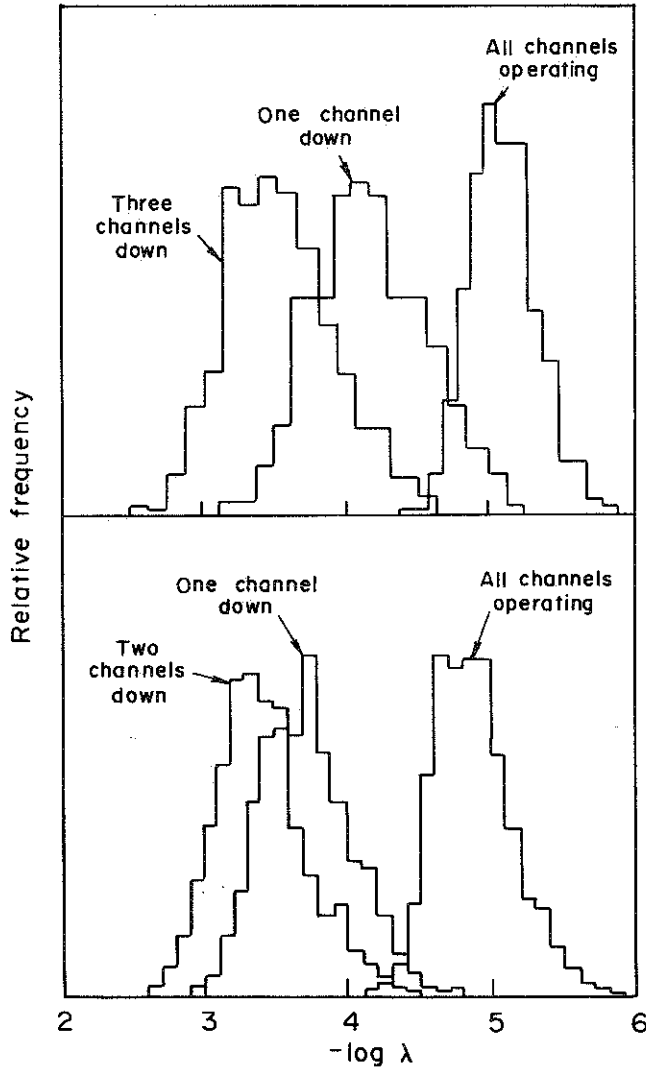 All channels
operating
One channel
down
Three
channels
down
Relative frequency
One channel
down
All channels
operating
Two
channels
down
2 3 4 5 6
-log λ